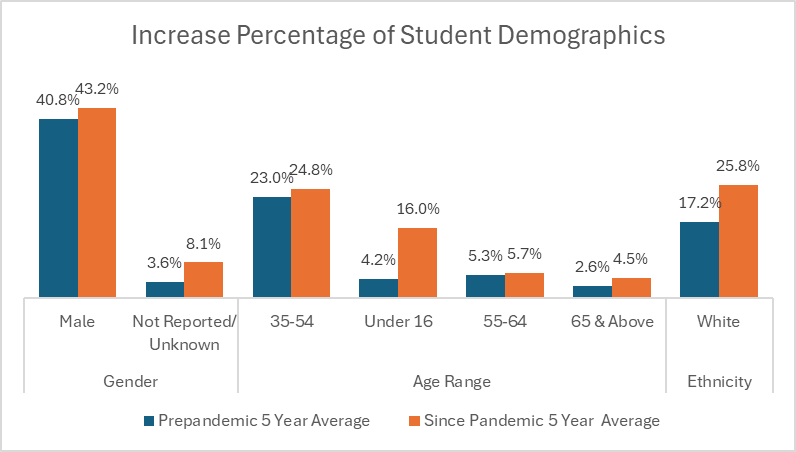 Increase Percentage of Student Demographics
40.8% 43.2%
3.6% 8.1%
23.0% 24.8%
4.2% 16.0%
5.3% 5.7%
2.6% 4.5%
17.2% 25.8%
Male
Not Reported/
Unknown
35-54
Under 16
55-64
65 & Above
White
Gender
Age Range
Ethnicity
Prepandemic 5 Year Average
Since Pandemic 5 Year Average